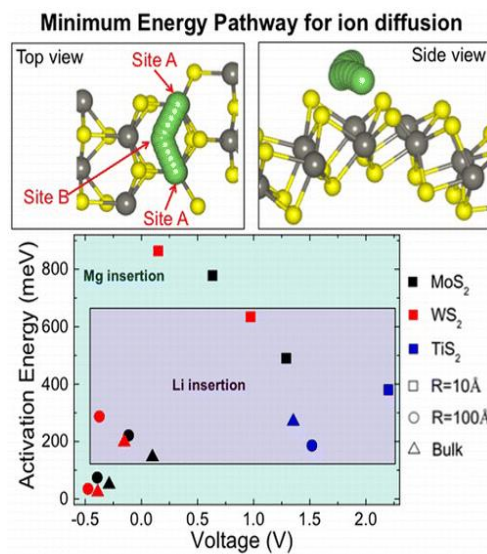 Minimum Energy Pathway for ion diffusion
Top view
Site A
Site B
Site A
Side view
Activation Energy (meV)
800
600
400
200
0
Mg insertion
Li insertion
-0.5
0.0
0.5
1.0
1.5
2.0
Voltage (V)
MoS₂
WS₂
TiS₂
R=10Å
R=100Å
Bulk